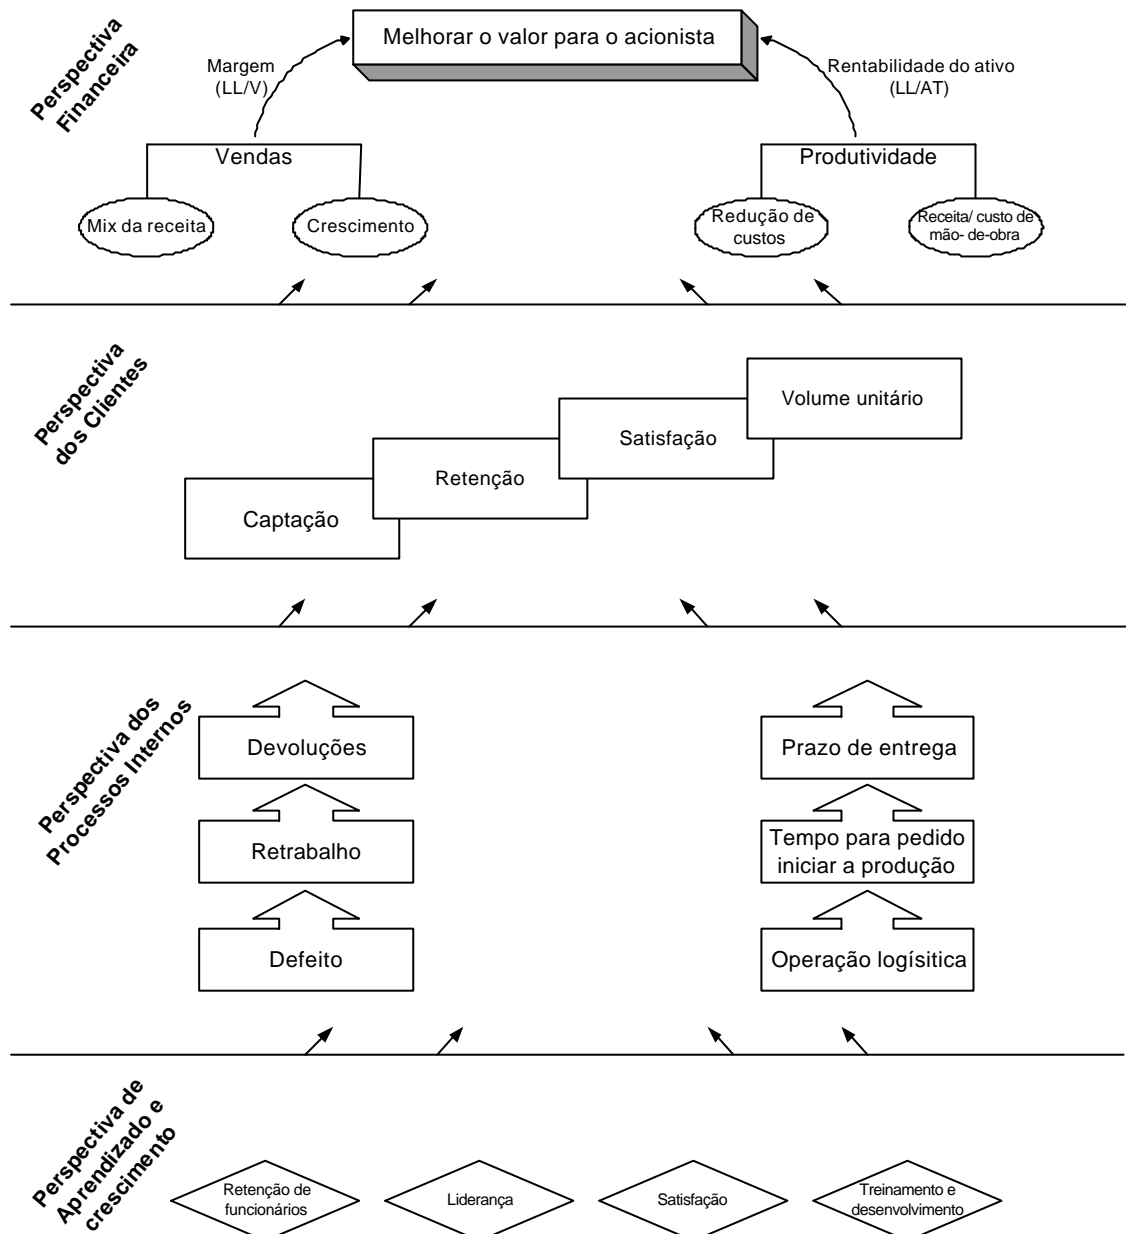 Perspectiva
Financeira
Melhorar o valor para o acionista
Margem
(LL/V)
Rentabilidade do ativo
(LL/AT)
Vendas
Produtividade
Mix da receita
Crescimento
Redução de
custos
Receita/ custo de
mão- de-obra
Perspectiva
dos Clientes
Volume unitário
Satisfação
Retenção
Captação
Perspectiva dos
Processos Internos
Devoluções
Prazo de entrega
Retrabalho
Tempo para pedido
iniciar a produção
Defeito
Operação logísitica
Perspectiva de
Aprendizado e
crescimento
Retenção de
funcionários
Liderança
Satisfação
Treinamento e
desenvolvimento